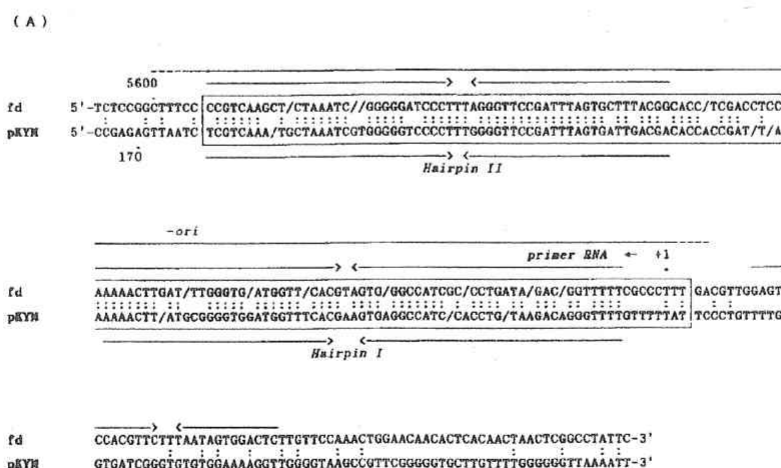 (A)
5600
fd 5'-TCTCCGGCTTTCC CCGTCAAGCT/CTAAATC//GGGGGATCCCTTTAGGGTTCCGATTTAGTGCTTTACGGCACC/TCGACCTCC
pKYM 5'-CCGAGAGTTAATC TCGTCAAA/TGCTAAATCGTGGGGGTCCCCTTTGGGGTTCCGATTTAGTGATTGACGACACCACCGAT/T/A
170
Hairpin II
-ori
primer RNA ← +1
fd AAAAACTTGAT/TTGGGTG/ATGGTT/CACGTAGTG/GGCCATCGC/CCTGATA/GAC/GGTTTTTCGCCCTTT GACGTTGGAGT
pKYM AAAAACTT/ATGCGGGGTGGATGGTTTCACGAAGTGAGGCCATC/CACCTG/TAAGACAGGGTTTTGTTTTTAT TCCCTGTTTTG
Hairpin I
fd CCACGTTCTTTAATAGTGGACTCTTGTTCCAAACTGGAACAACACTCACAACTAACTCGGCCTATTC-3'
pKYM GTGATCGGGTGTGTGGAAAAGGTTGGGGTAAGCCGTTCGGGGGTGCTTGTTTTGGGGGGGTTAAAATT-3'